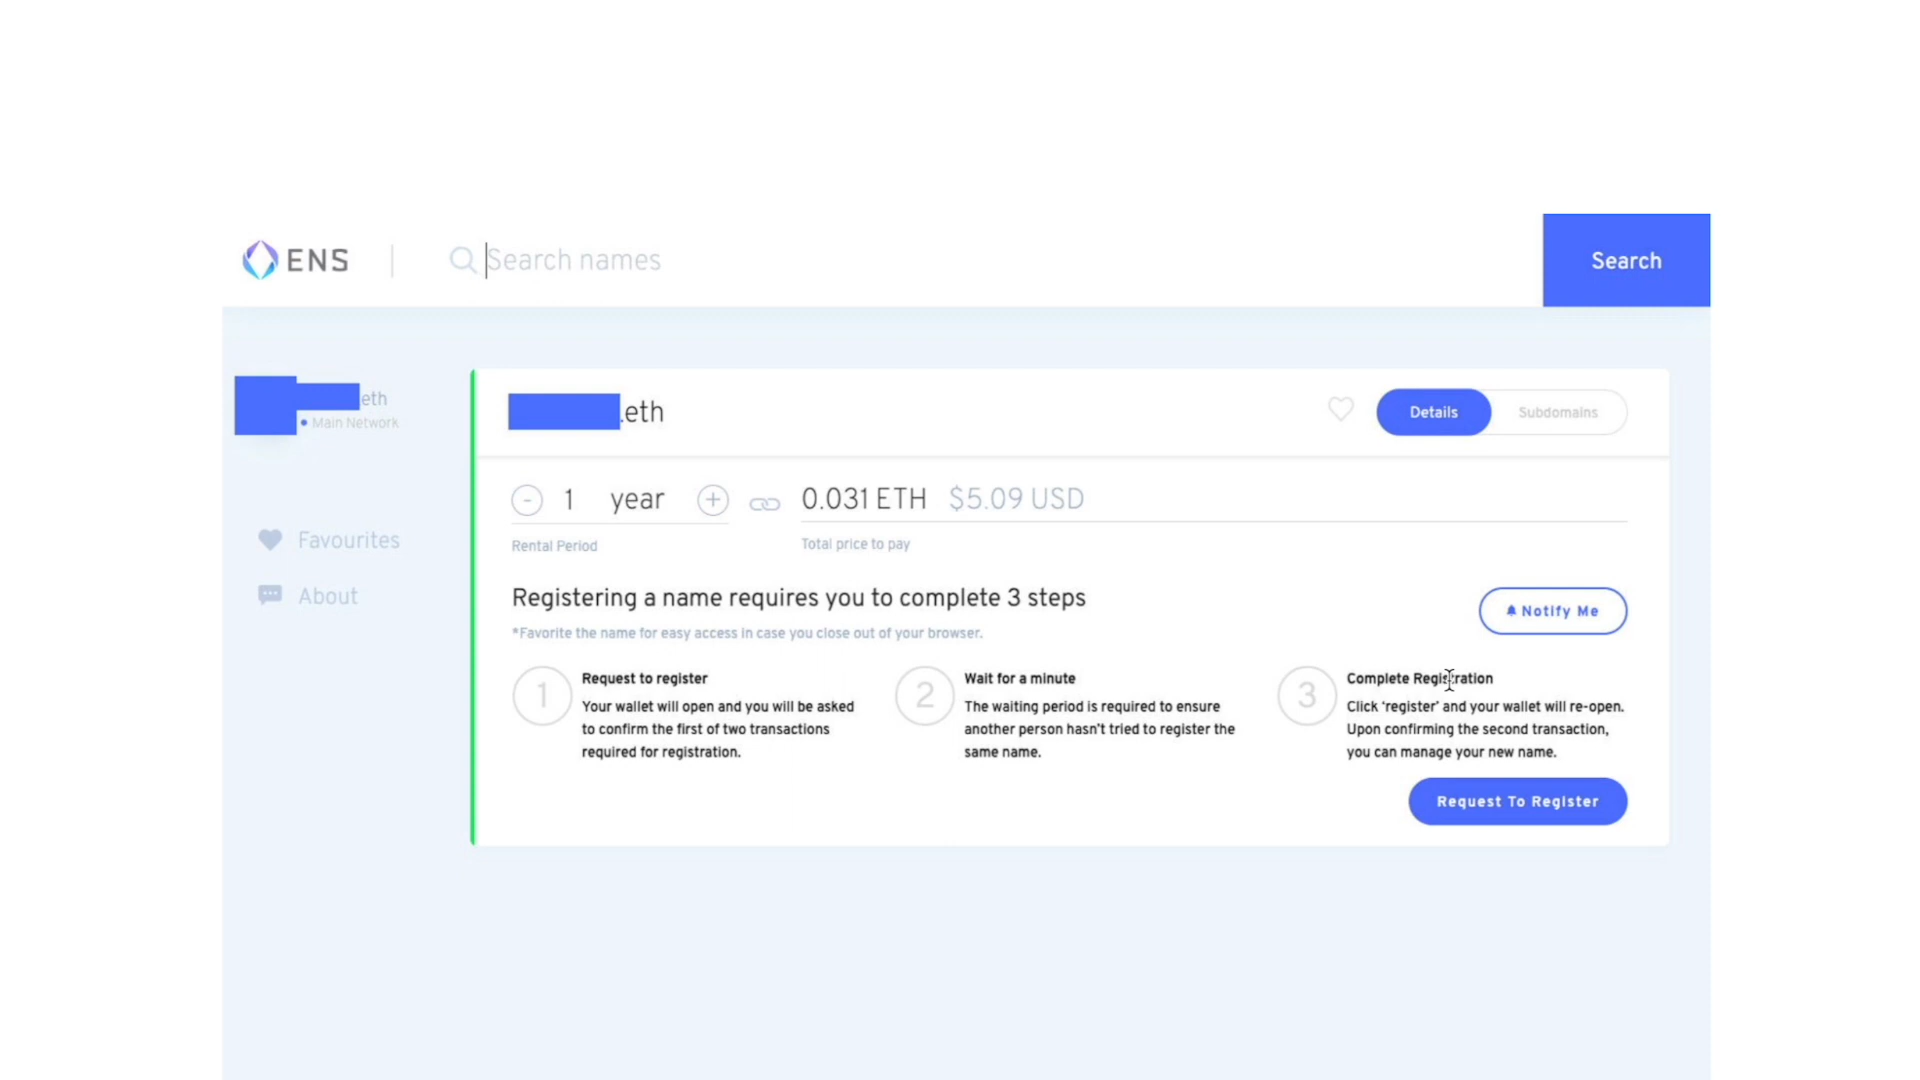 ENS
Search names
Search
eth
Main Network
.eth
Details
Subdomains
- 1 year +
0.031 ETH $5.09 USD
Rental Period
Total price to pay
Favourites
About
Registering a name requires you to complete 3 steps
*Favorite the name for easy access in case you close out of your browser.
Notify Me
1
Request to register
Your wallet will open and you will be asked
to confirm the first of two transactions
required for registration.
2
Wait for a minute
The waiting period is required to ensure
another person hasn't tried to register the
same name.
3
Complete Registration
Click ‘register’ and your wallet will re-open.
Upon confirming the second transaction,
you can manage your new name.
Request To Register